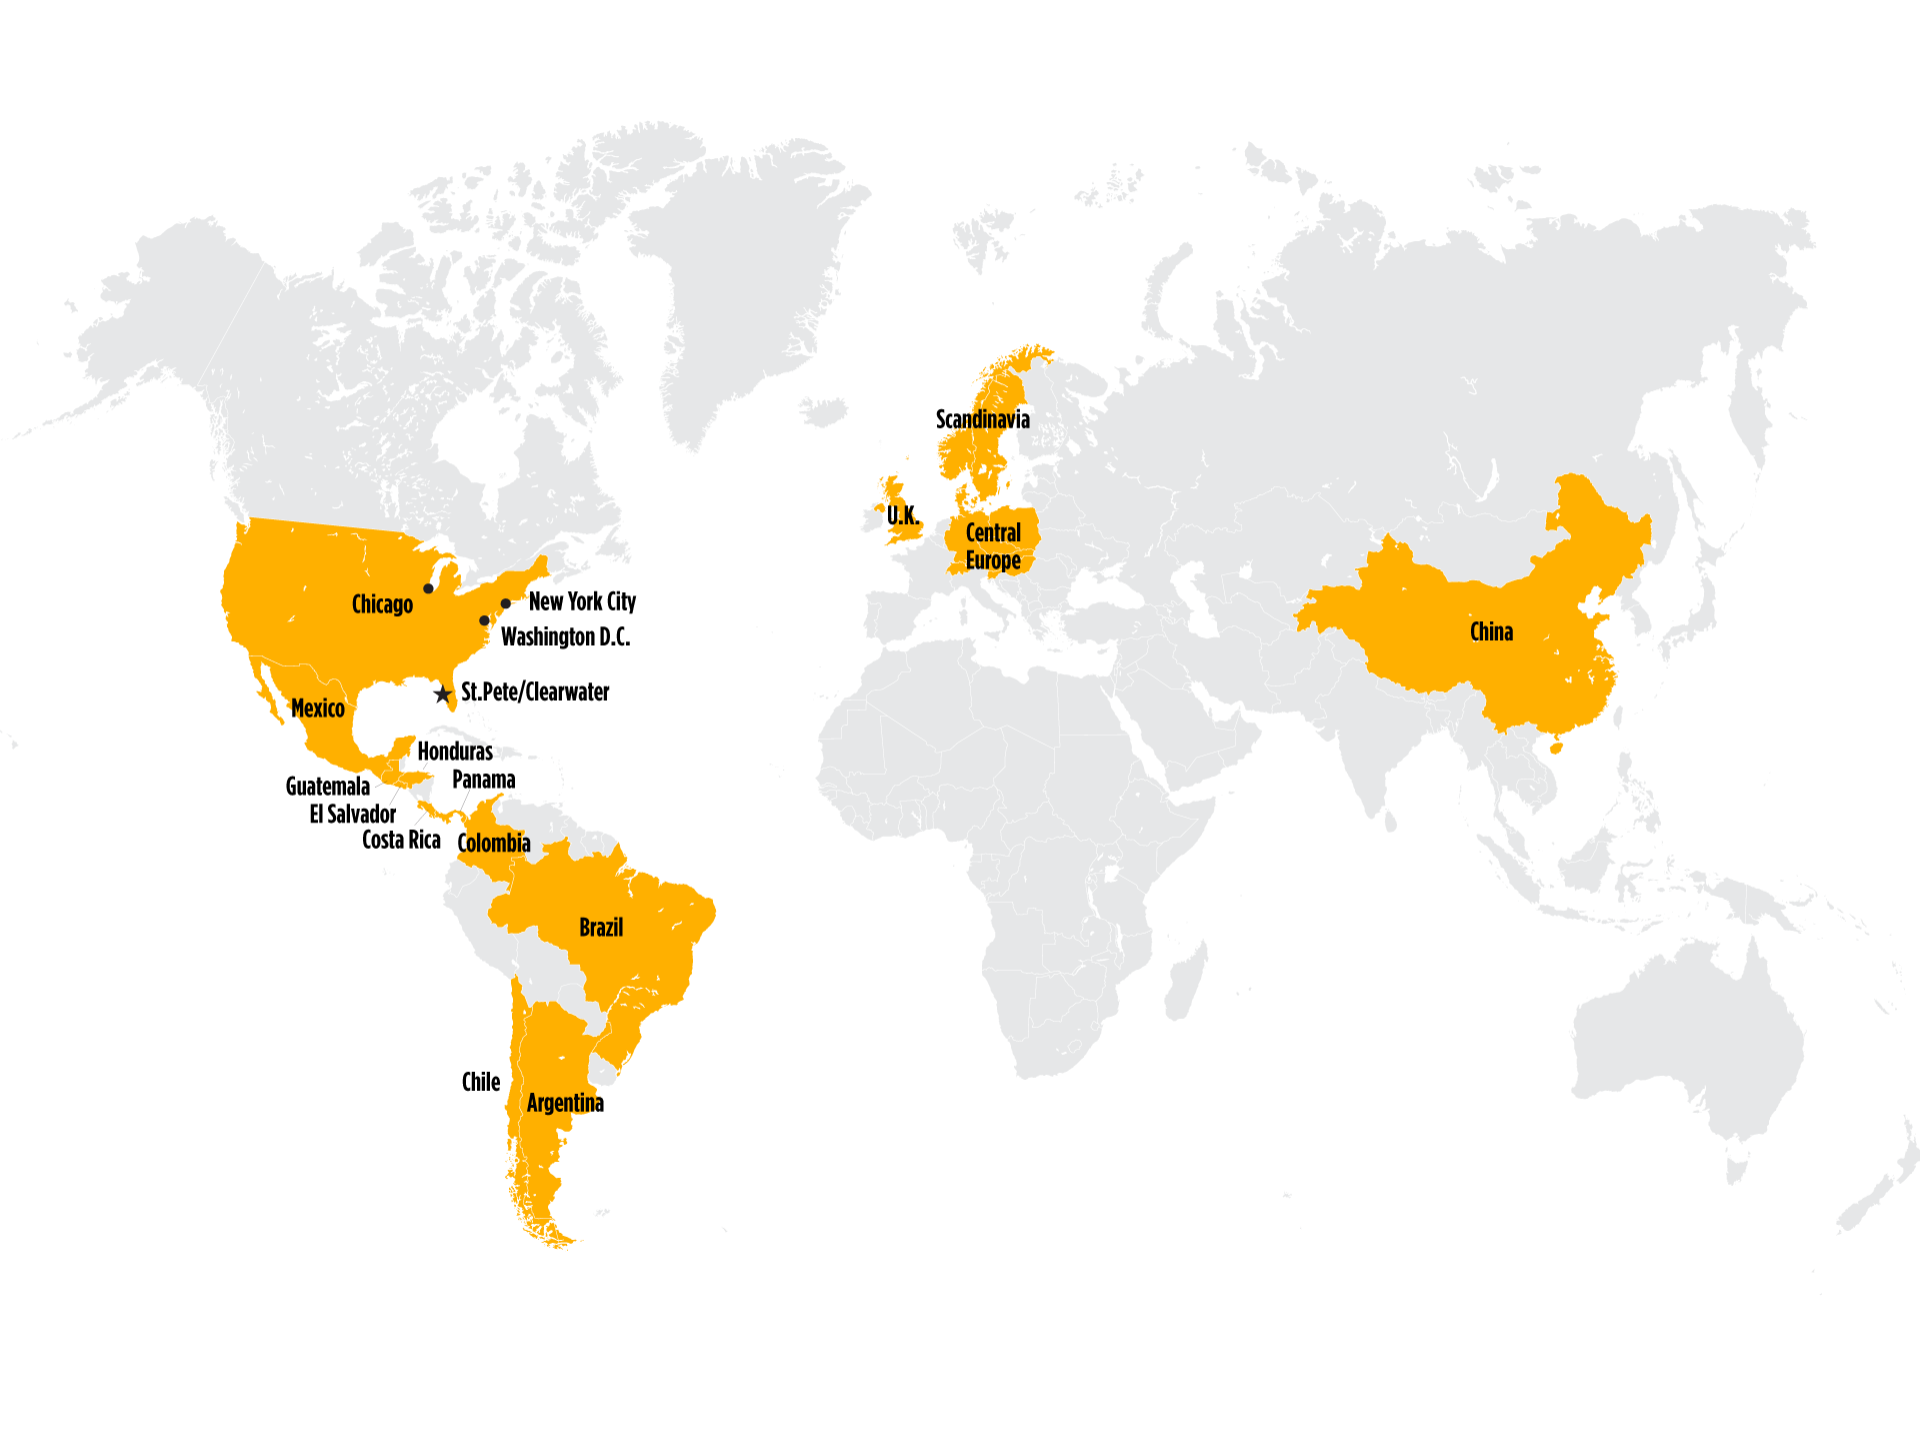 Scandinavia
U.K.
Central
Europe
Chicago
New York City
Washington D.C.
China
St.Pete/Clearwater
Mexico
Honduras
Panama
Guatemala
El Salvador
Costa Rica
Colombia
Brazil
Chile
Argentina